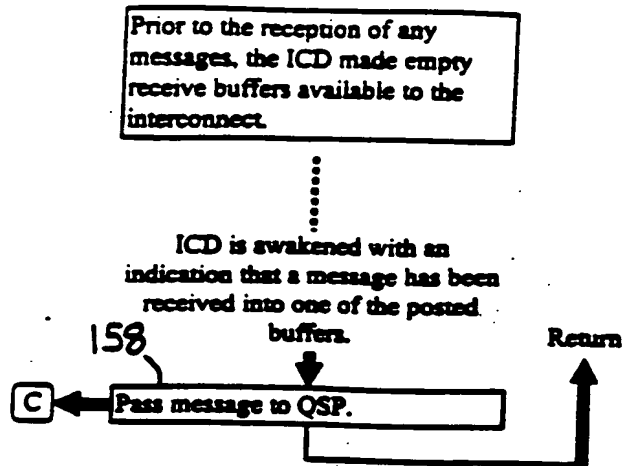 Prior to the reception of any
messages, the ICD made empty
receive buffers available to the
interconnect.
ICD is awakened with an
indication that a message has been
received into one of the posted
buffers.
158
Return
C
Pass message to QSP.